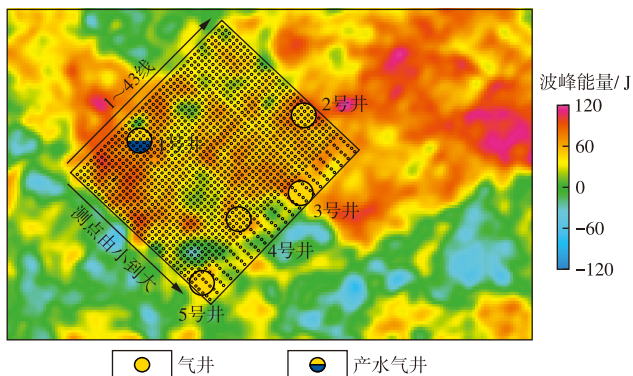 1～43线
测点由小到大
1号井
2号井
3号井
4号井
5号井
波峰能量/J
120
60
0
−60
−120
气井
产水气井